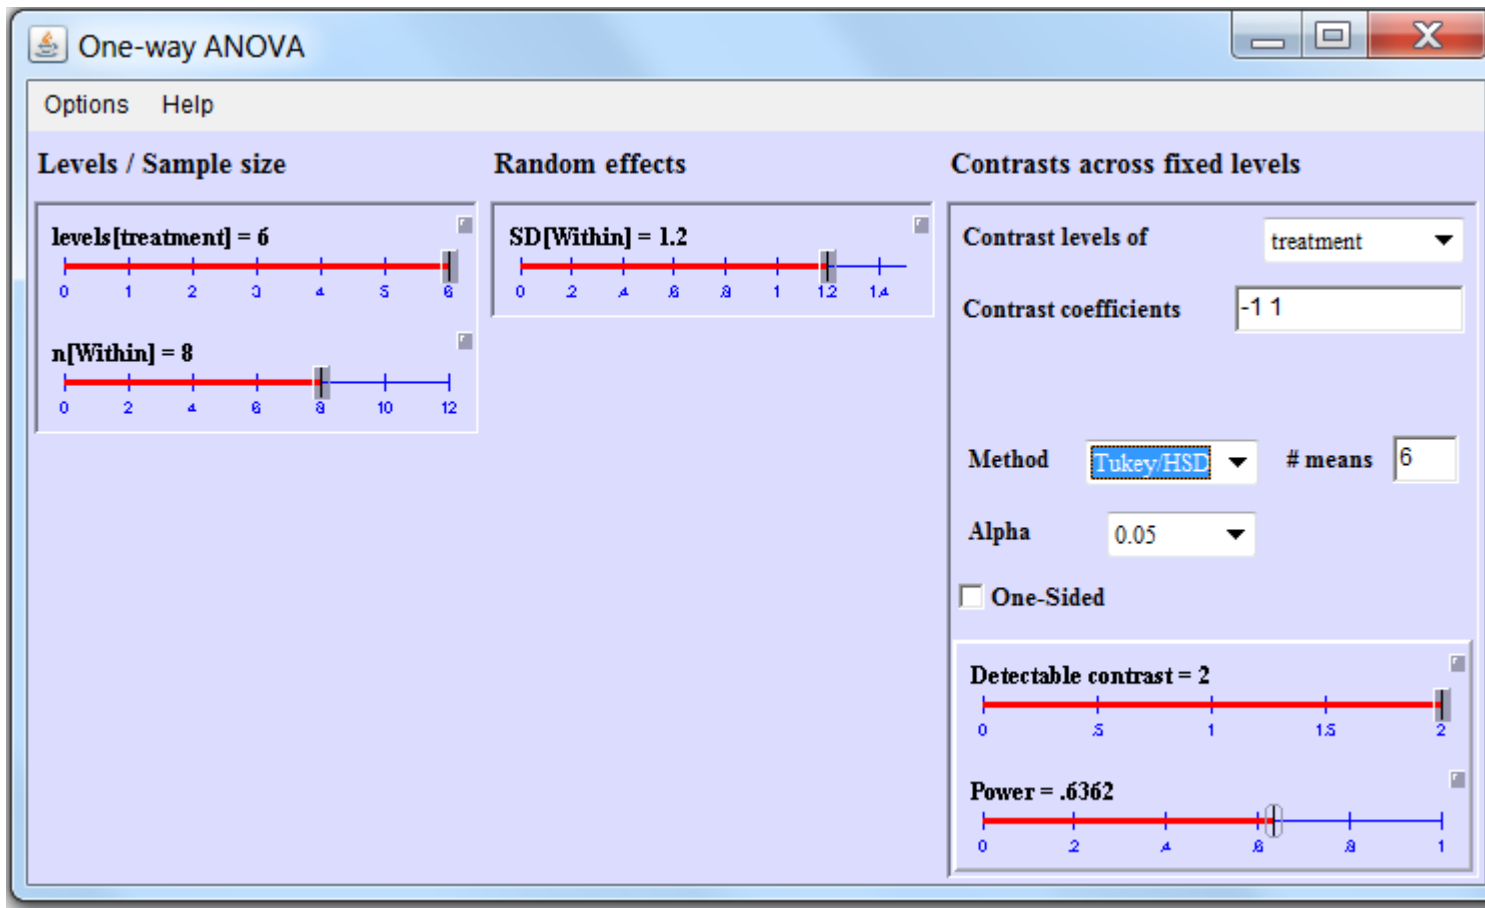 One-way ANOVA
Options Help
Levels / Sample size
levels[treatment] = 6
0 1 2 3 4 5 6
n[Within] = 8
0 2 4 6 8 10 12
Random effects
SD[Within] = 1.2
0 .2 .4 .6 .8 1 1.2 1.4
Contrasts across fixed levels
Contrast levels of treatment
Contrast coefficients -1 1
Method Tukey/HSD # means 6
Alpha 0.05
One-Sided
Detectable contrast = 2
0 .5 1 1.5 2
Power = .6362
0 .2 .4 .6 .8 1